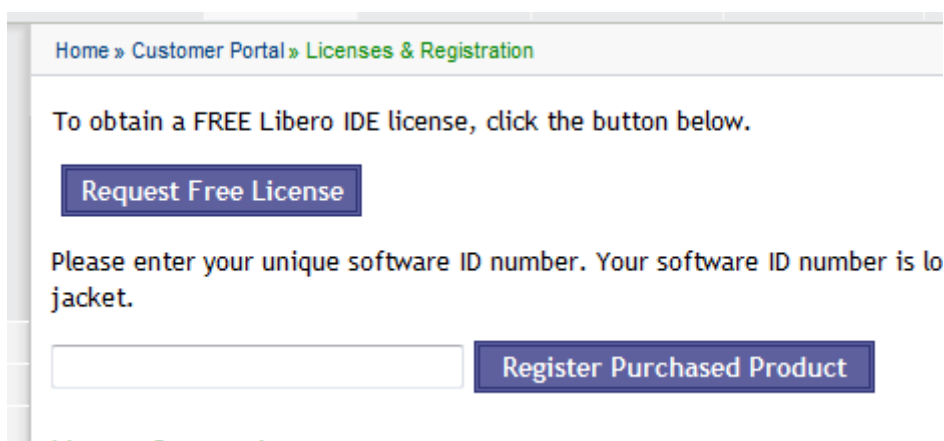 Home » Customer Portal » Licenses & Registration
To obtain a FREE Libero IDE license, click the button below.
Request Free License
Please enter your unique software ID number. Your software ID number is lo
jacket.
Register Purchased Product